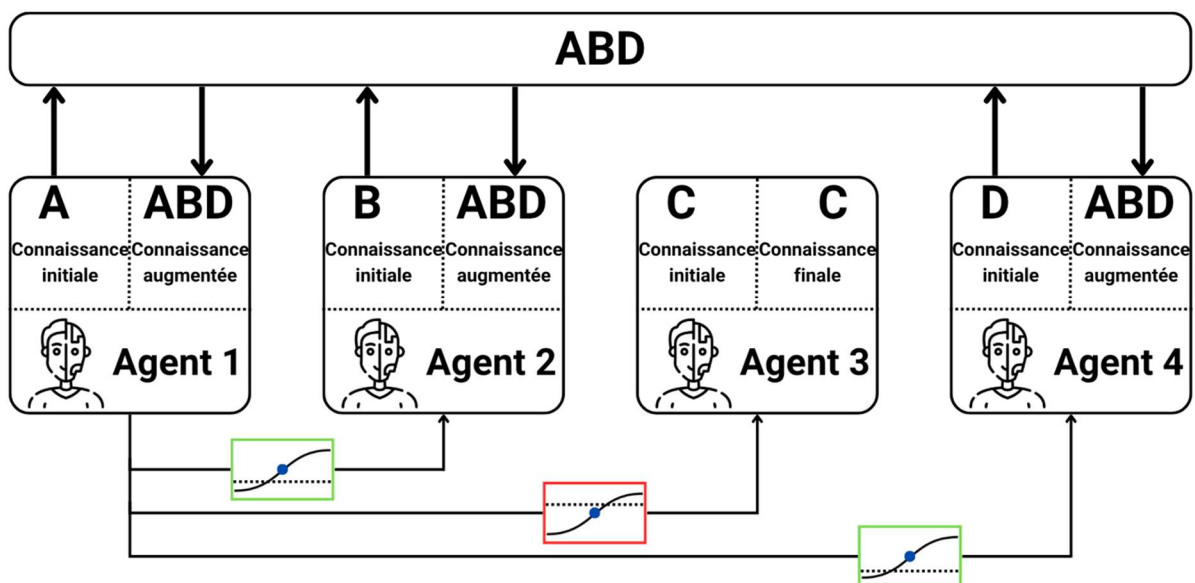 ABD
A ABD B ABD C C D ABD
Connaissance Connaissance Connaissance Connaissance Connaissance Connaissance Connaissance Connaissance
initiale augmentée initiale augmentée initiale finale initiale augmentée
Agent 1 Agent 2 Agent 3 Agent 4